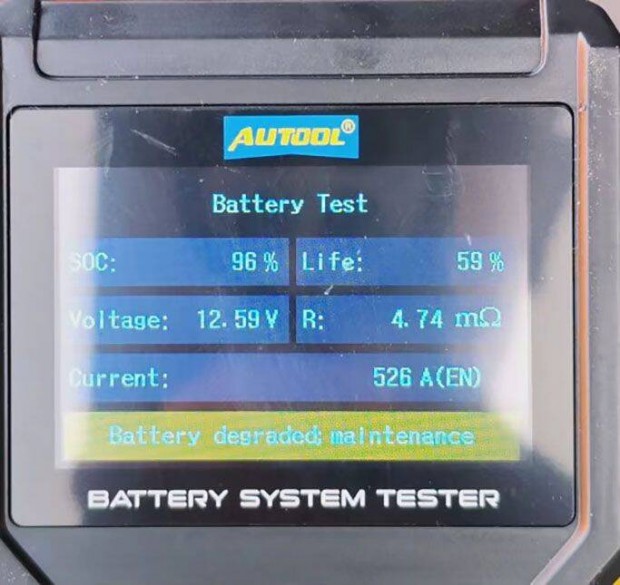 AUTOOL®
Battery Test
SOC: 96% Life: 59%
Voltage: 12.59V R: 4.74 mΩ
Current: 526 A(EN)
Battery degraded; maintenance
BATTERY SYSTEM TESTER